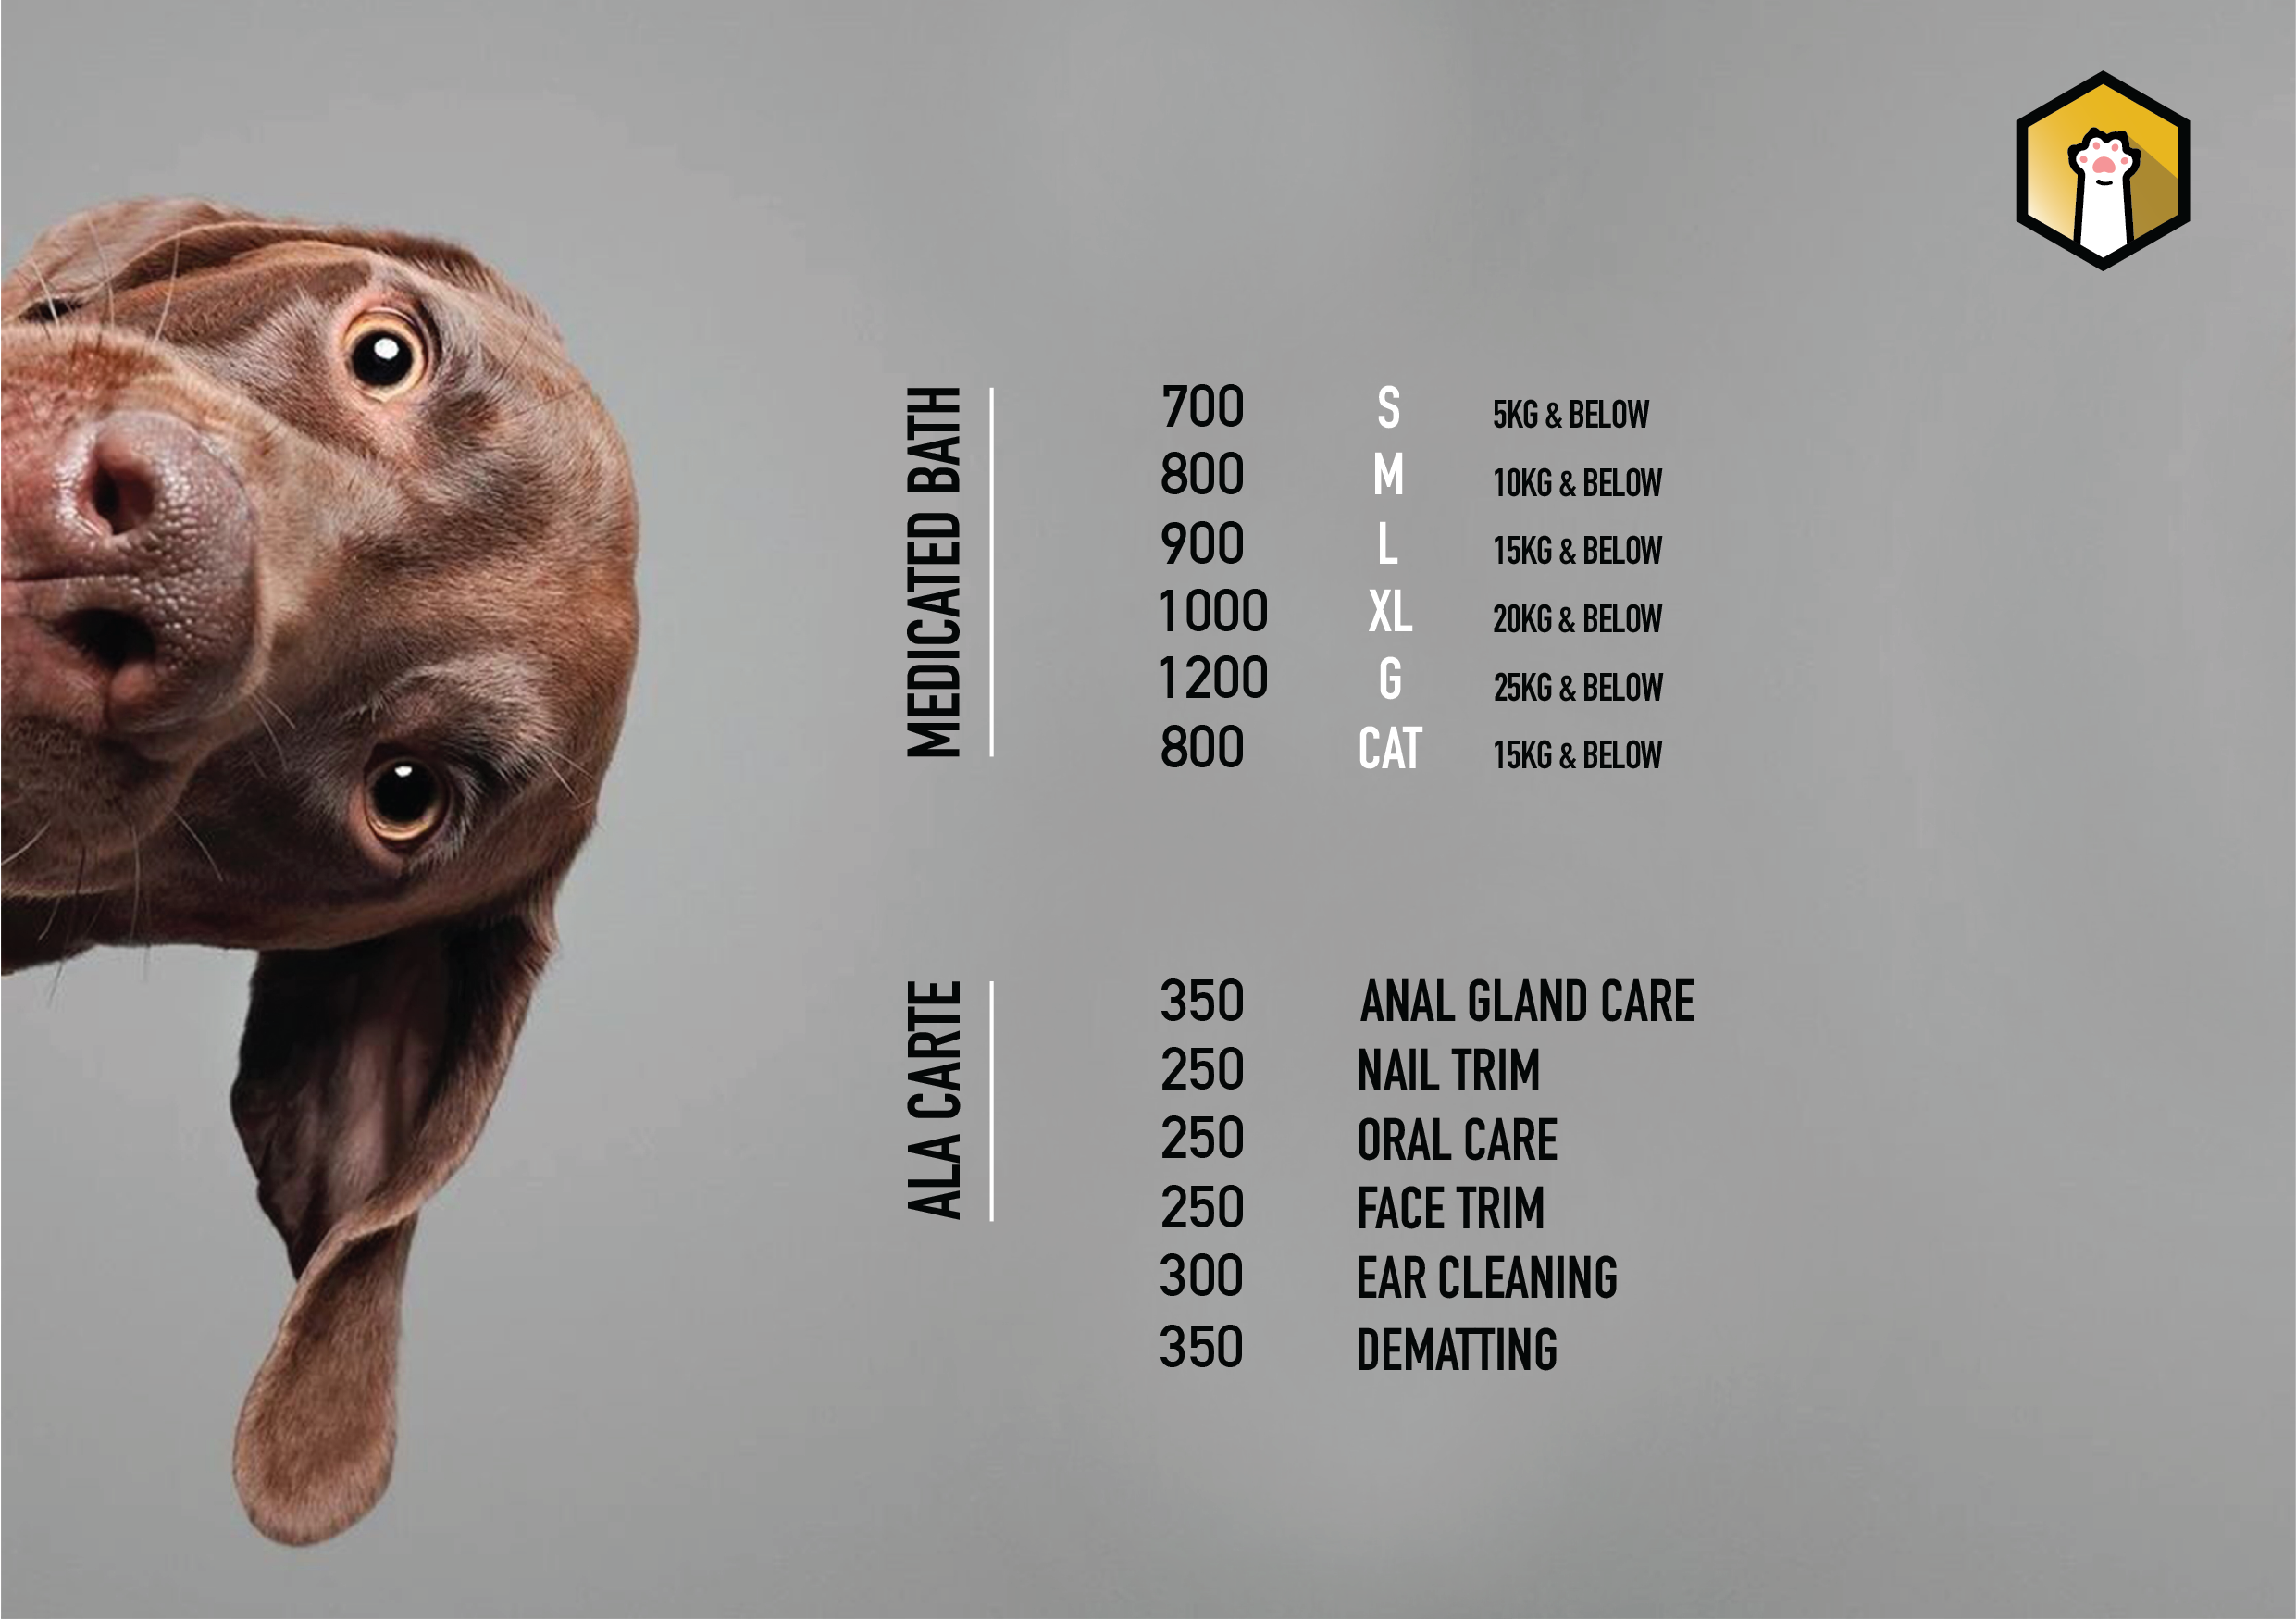 MEDICATED BATH
700 S 5KG & BELOW
800 M 10KG & BELOW
900 L 15KG & BELOW
1000 XL 20KG & BELOW
1200 G 25KG & BELOW
800 CAT 15KG & BELOW
ALA CARTE
350 ANAL GLAND CARE
250 NAIL TRIM
250 ORAL CARE
250 FACE TRIM
300 EAR CLEANING
350 DEMATTING